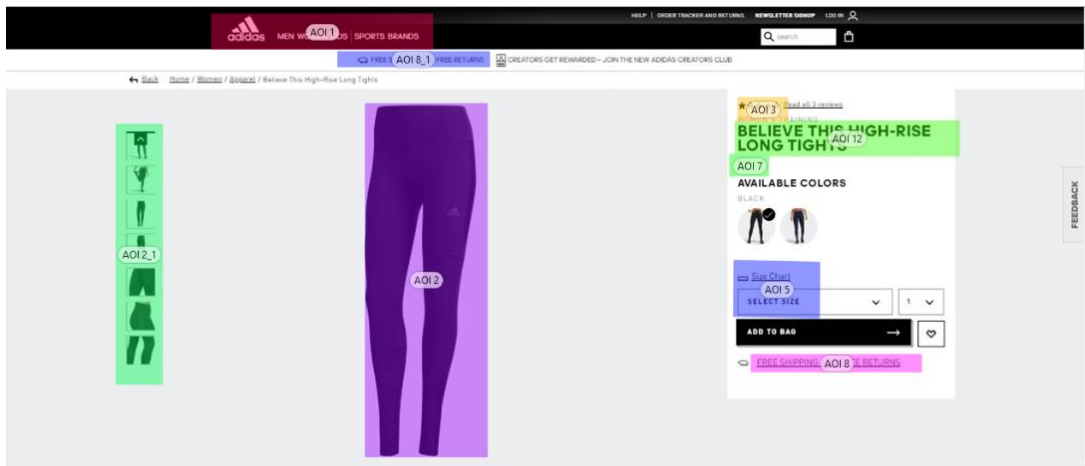 HELP | ORDER TRACKER AND RETURNS NEWSLETTER SIGNUP LOG IN
adidas MEN AOI 1 SPORTS BRANDS
search
AOI 8_1 FREE RETURNS CREATORS GET REWARDED – JOIN THE NEW ADIDAS CREATORS CLUB
Back Home / Women / Apparel / Believe This High-Rise Long Tights
AOI 3 Read all 3 reviews
BELIEVE THIS HIGH-RISE
LONG TIGHTS
AOI 12
AOI 7
AVAILABLE COLORS
BLACK
FEEDBACK
AOI 2_1
AOI 2
Size Chart
AOI 5
SELECT SIZE 1
ADD TO BAG
FREE SHIPPING AOI 8 RETURNS